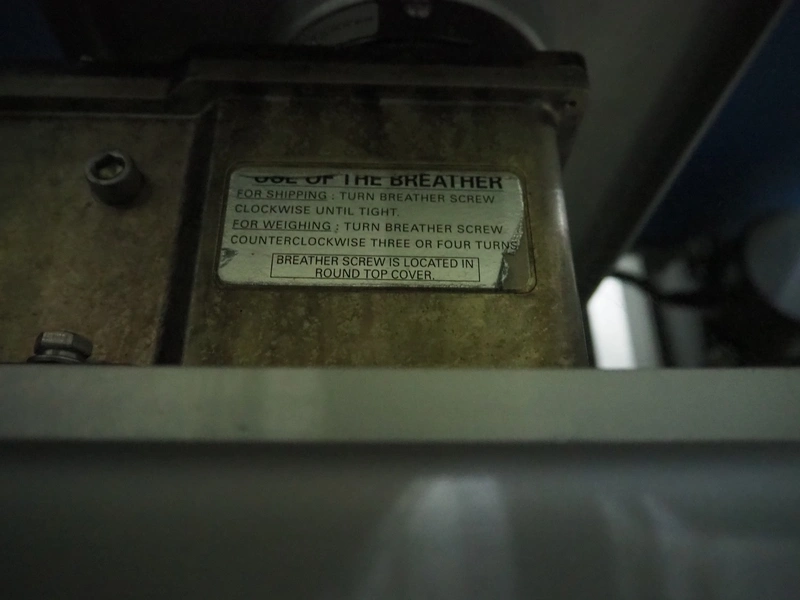 USE OF THE BREATHER
FOR SHIPPING : TURN BREATHER SCREW
CLOCKWISE UNTIL TIGHT.
FOR WEIGHING : TURN BREATHER SCREW
COUNTERCLOCKWISE THREE OR FOUR TURNS
BREATHER SCREW IS LOCATED IN
ROUND TOP COVER.